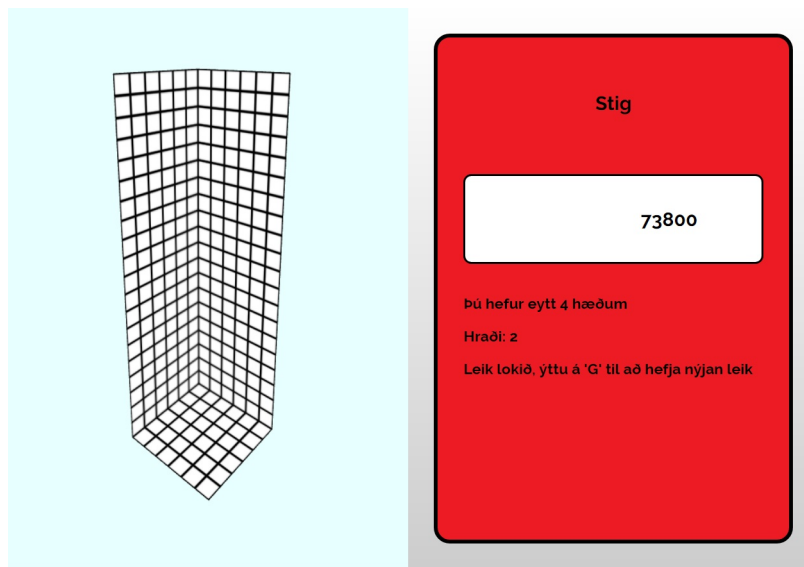 Stig
73800
Þú hefur eytt 4 hæðum
Hraði: 2
Leik lokið, ýttu á 'G' til að hefja nýjan leik